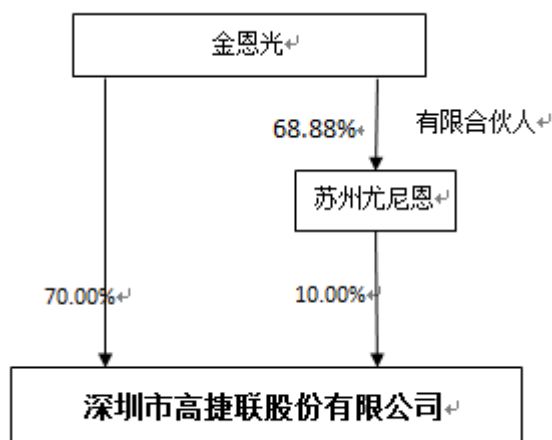 金恩光
68.88%
有限合伙人
苏州尤尼恩
70.00%
10.00%
深圳市高捷联股份有限公司